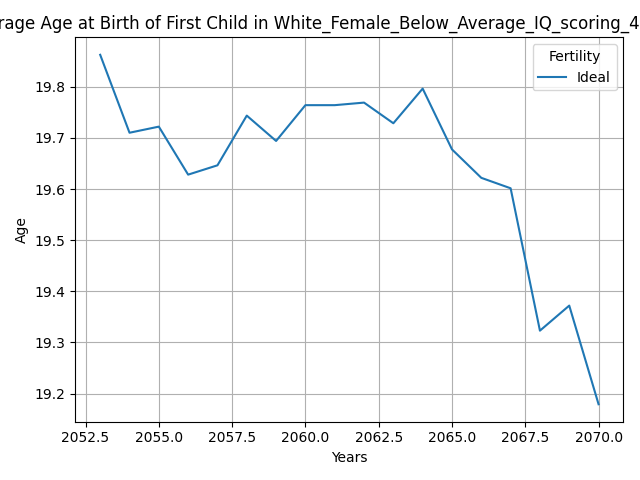 rage Age at Birth of First Child in White_Female_Below_Average_IQ_scoring_4
Fertility
Ideal
19.8
19.7
19.6
19.5
19.4
19.3
19.2
Age
2052.5 2055.0 2057.5 2060.0 2062.5 2065.0 2067.5 2070.0
Years